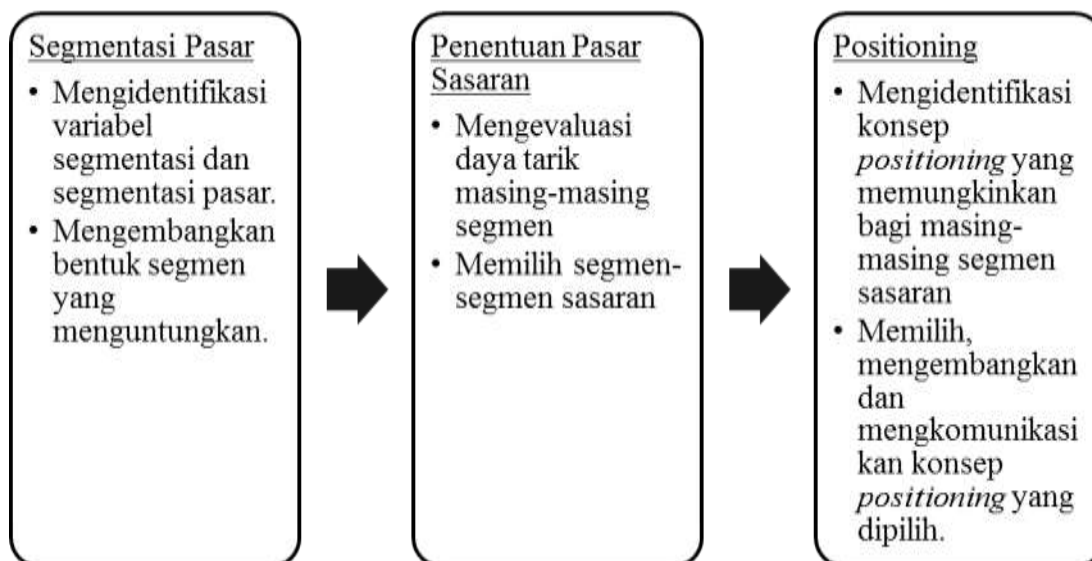 Segmentasi Pasar
• Mengidentifikasi
variabel
segmentasi dan
segmentasi pasar.
• Mengembangkan
bentuk segmen
yang
menguntungkan.
Penentuan Pasar
Sasaran
• Mengevaluasi
daya tarik
masing-masing
segmen
• Memilih segmen-
segmen sasaran
Positioning
• Mengidentifikasi
konsep
positioning yang
memungkinkan
bagi masing-
masing segmen
sasaran
• Memilih,
mengembangkan
dan
mengkomunikasi
kan konsep
positioning yang
dipilih.